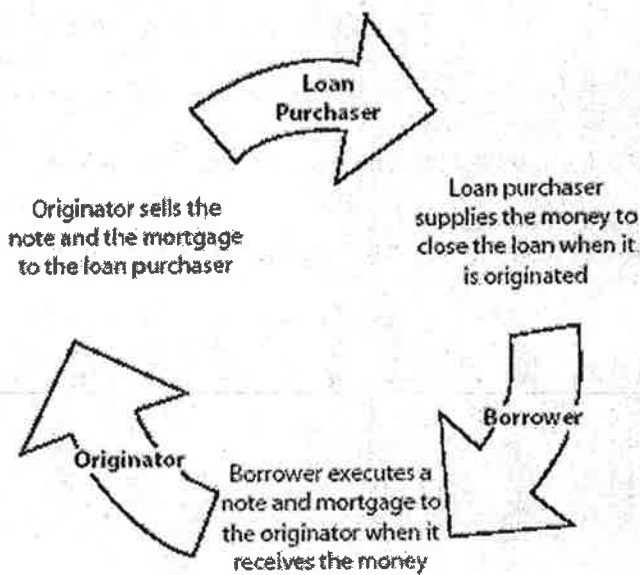 Loan
Purchaser
Originator sells the
note and the mortgage
to the loan purchaser
Loan purchaser
supplies the money to
close the loan when it
is originated
Borrower
Originator
Borrower executes a
note and mortgage to
the originator when it
receives the money